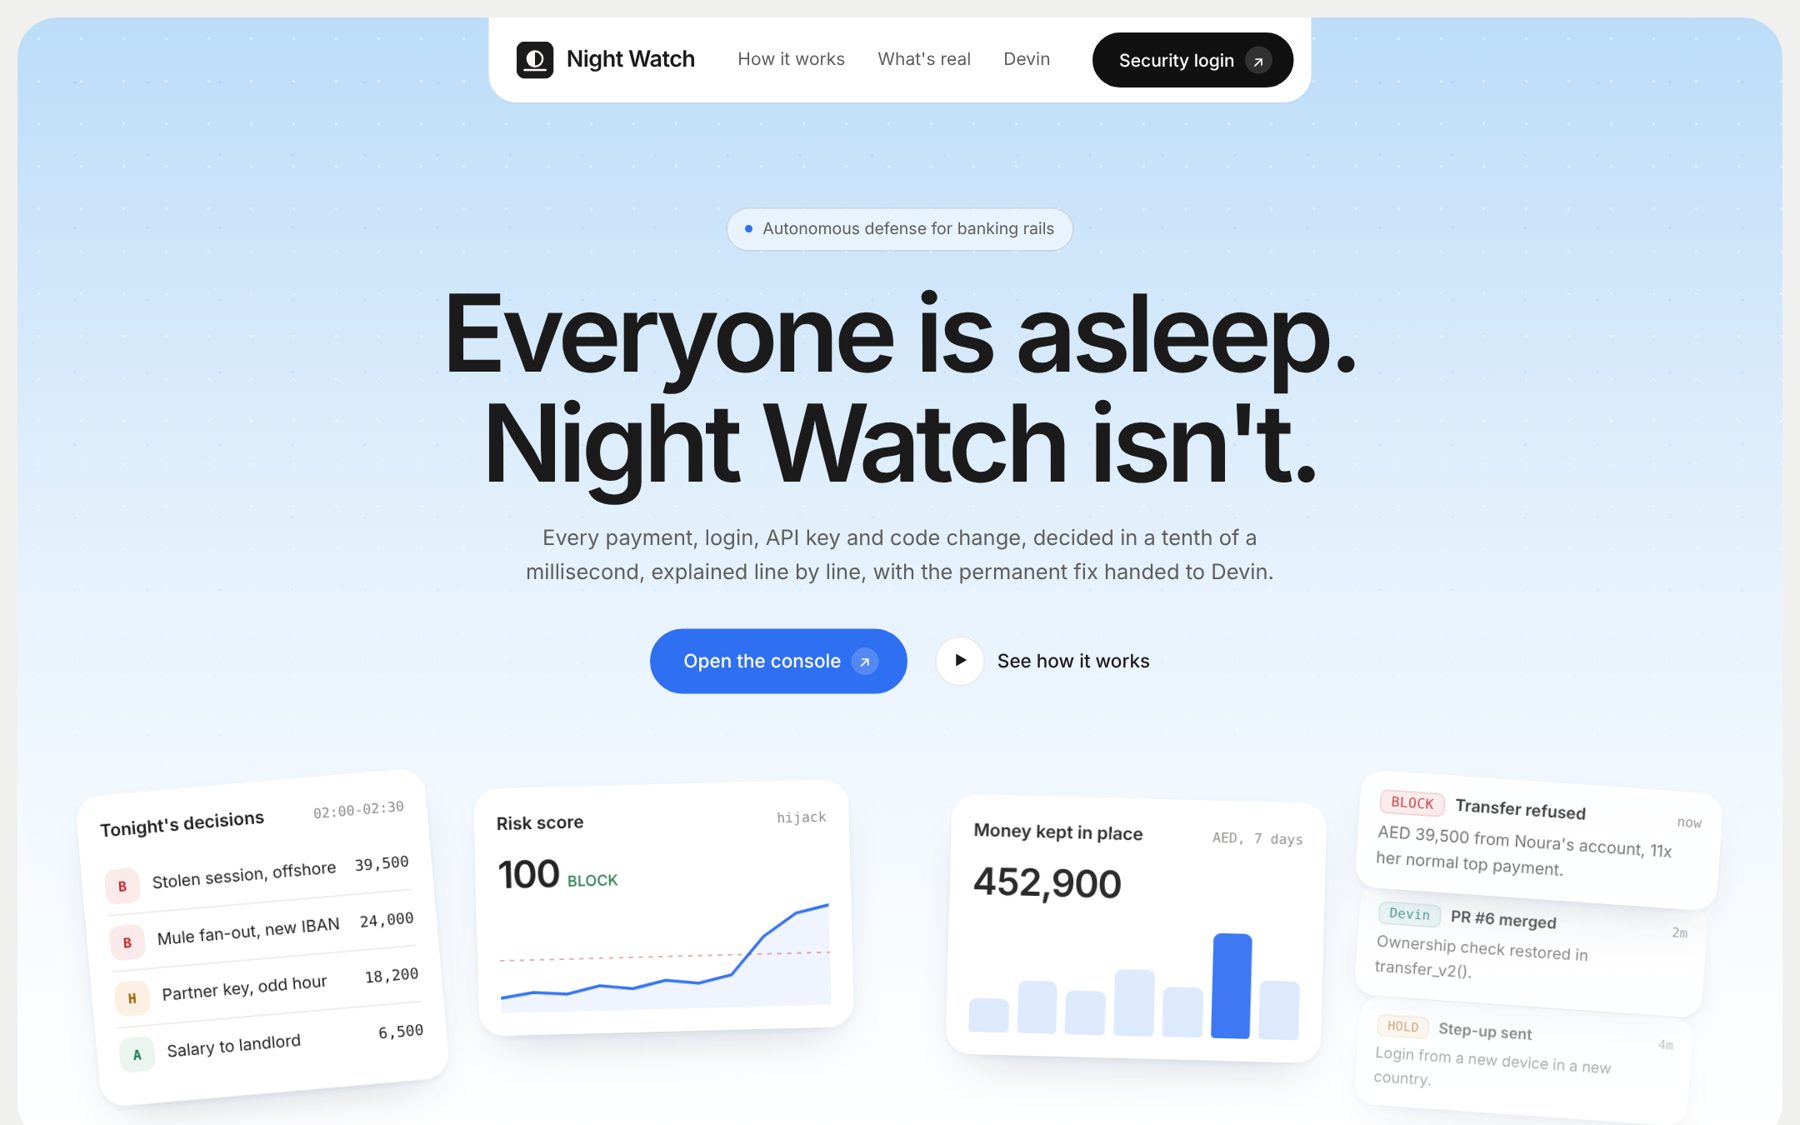 Night Watch
How it works
What's real
Devin
Security login
Autonomous defense for banking rails
Everyone is asleep.
Night Watch isn't.
Every payment, login, API key and code change, decided in a tenth of a
millisecond, explained line by line, with the permanent fix handed to Devin.
Open the console
See how it works
Tonight's decisions 02:00-02:30
B Stolen session, offshore 39,500
B Mule fan-out, new IBAN 24,000
H Partner key, odd hour 18,200
A Salary to landlord 6,500
Risk score hijack
100 BLOCK
Money kept in place AED, 7 days
452,900
BLOCK Transfer refused now
AED 39,500 from Noura's account, 11x
her normal top payment.
Devin PR #6 merged 2m
Ownership check restored in
transfer_v2().
HOLD Step-up sent 4m
Login from a new device in a new
country.